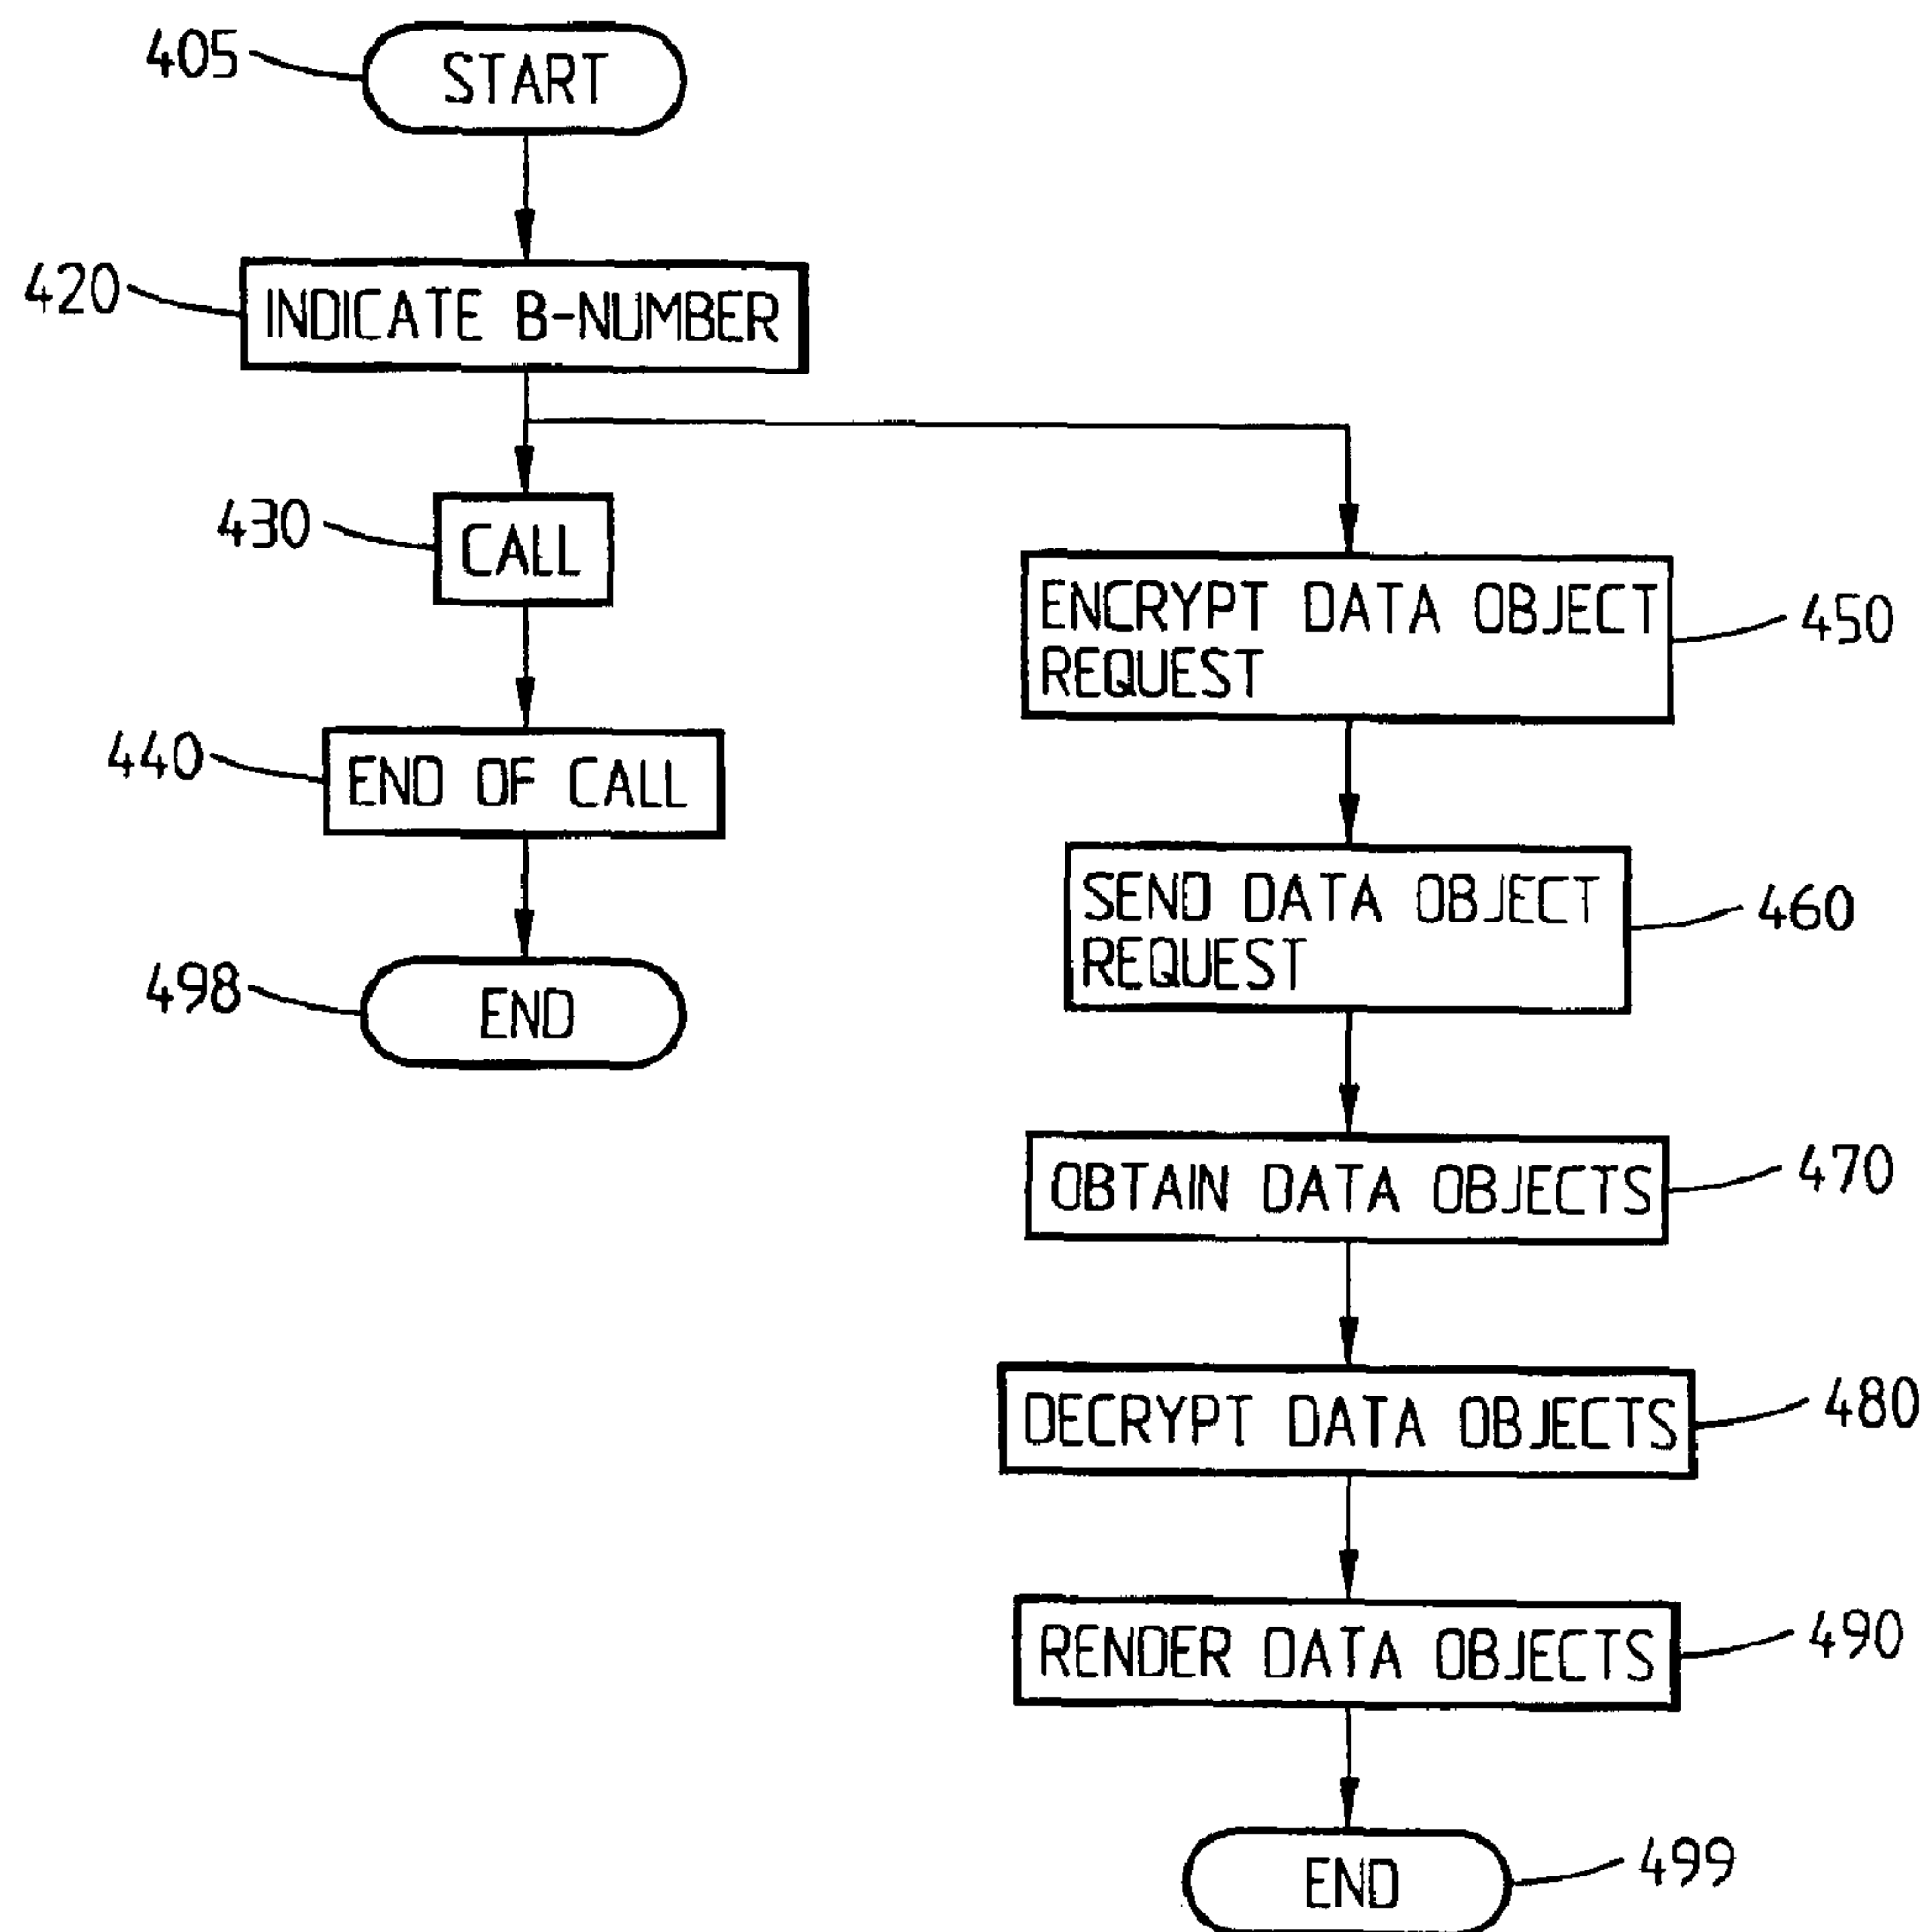 405
START
420
INDICATE B-NUMBER
430
CALL
440
END OF CALL
498
END
ENCRYPT DATA OBJECT
REQUEST
450
SEND DATA OBJECT
REQUEST
460
OBTAIN DATA OBJECTS
470
DECRYPT DATA OBJECTS
480
RENDER DATA OBJECTS
490
END
499